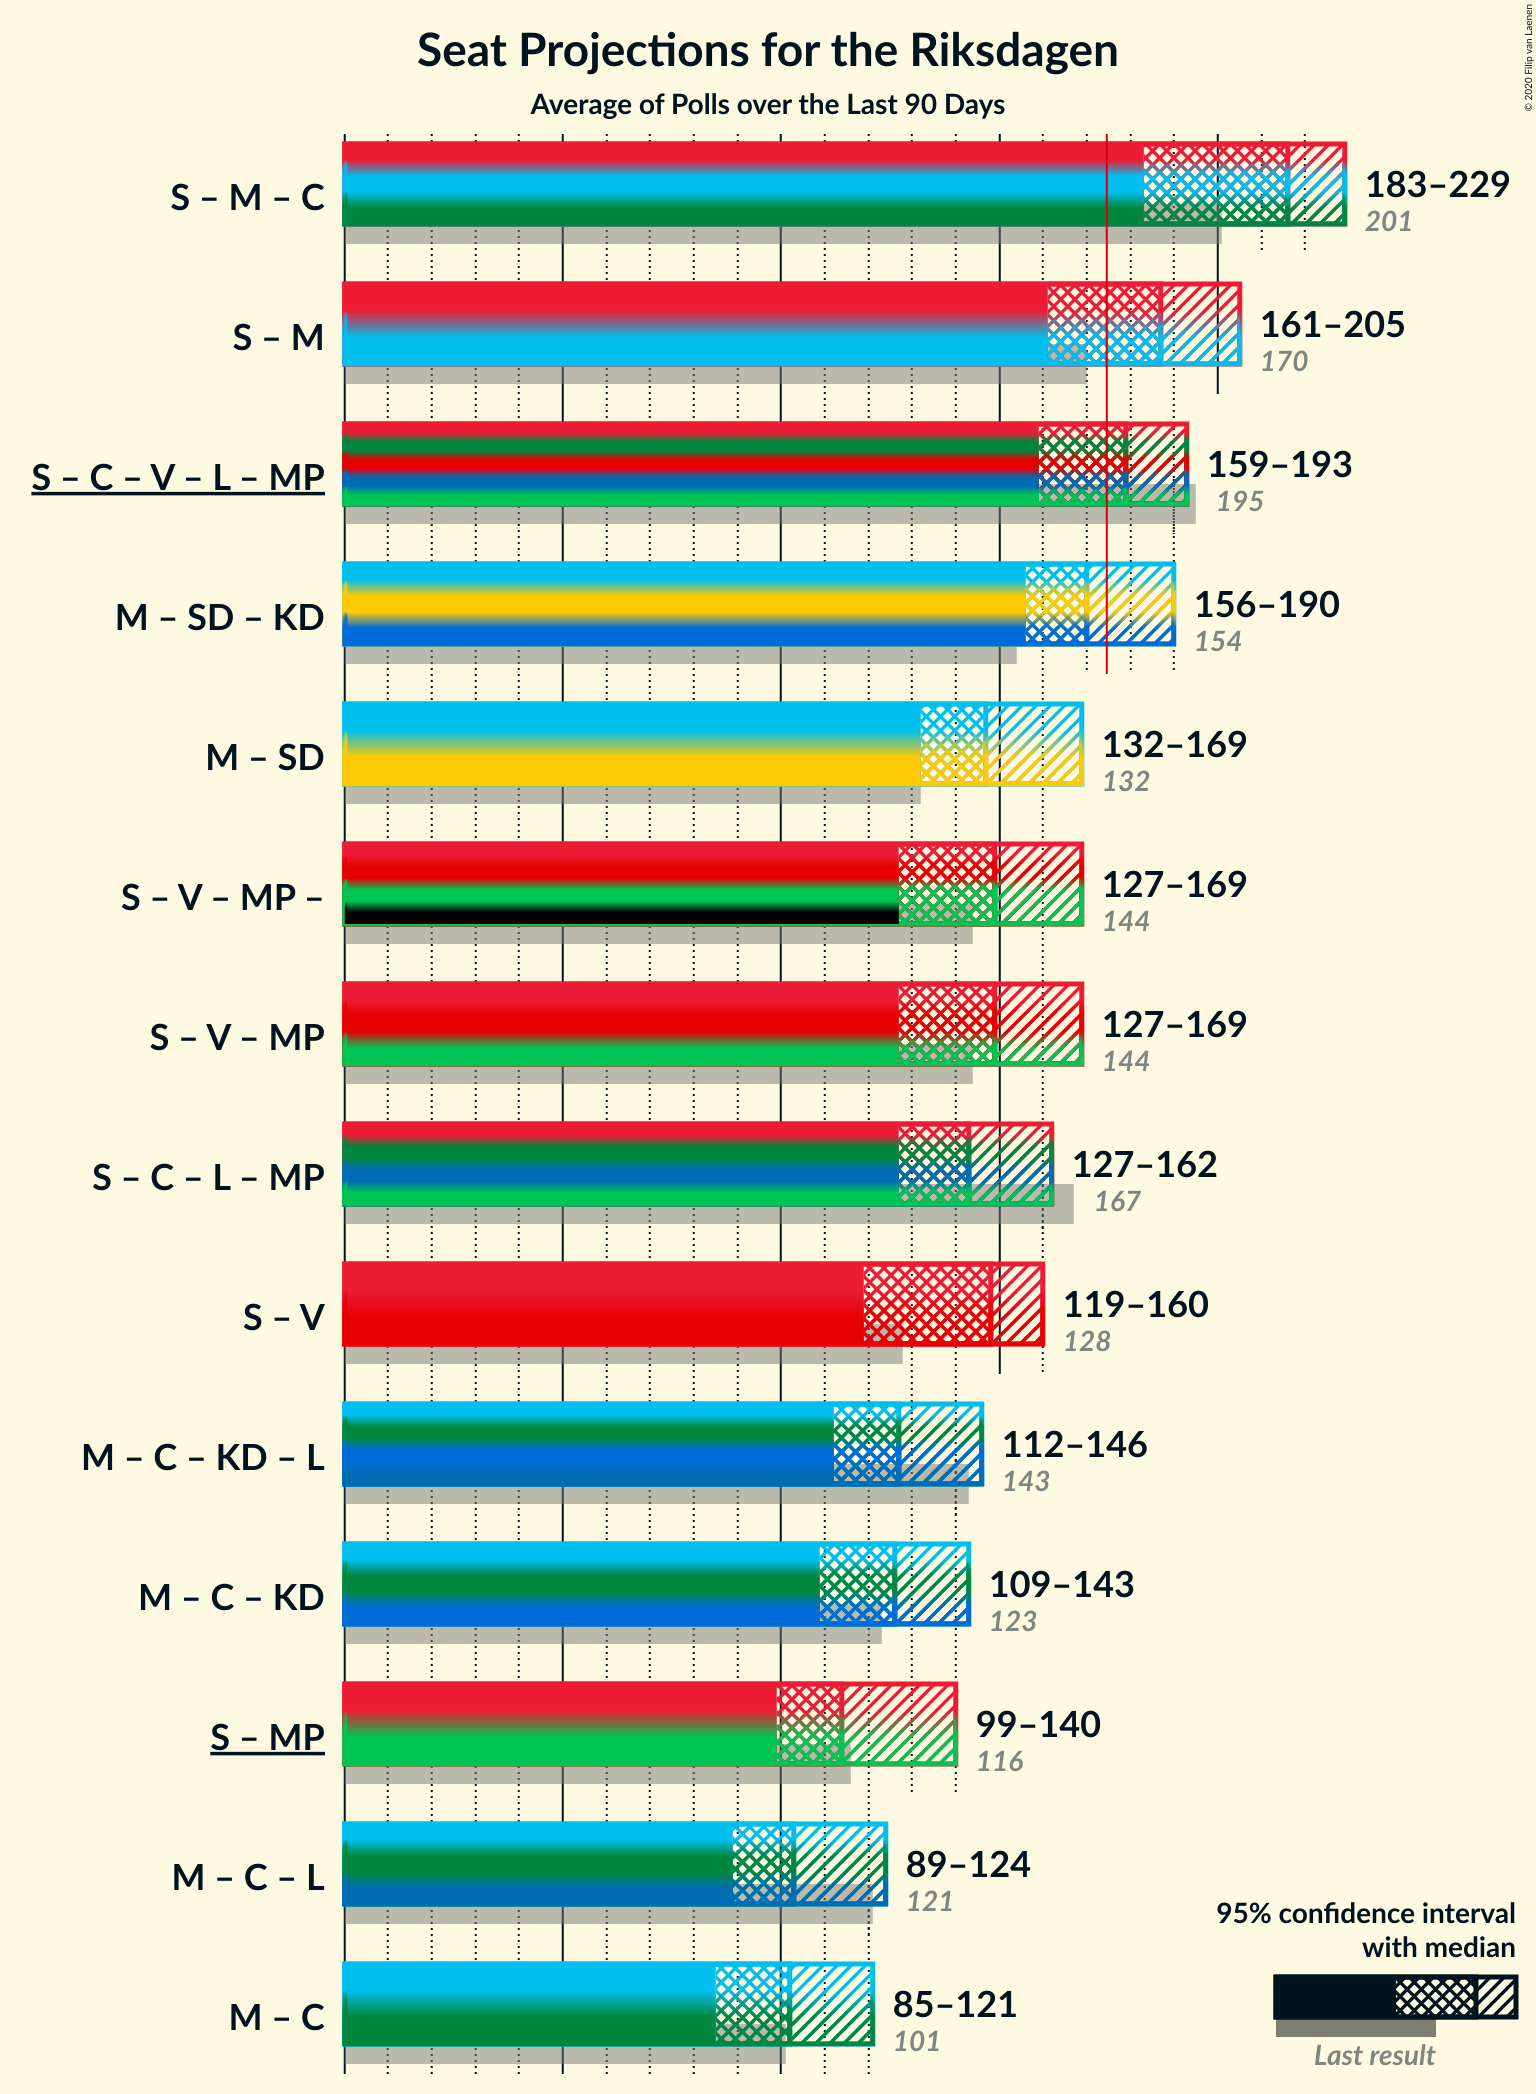 Seat Projections for the Riksdagen
Average of Polls over the Last 90 Days
© 2020 Filip van Laenen
S – M – C
183–229
201
S – M
161–205
170
S – C – V – L – MP
159–193
195
M – SD – KD
156–190
154
M – SD
132–169
132
S – V – MP –
127–169
144
S – V – MP
127–169
144
S – C – L – MP
127–162
167
S – V
119–160
128
M – C – KD – L
112–146
143
M – C – KD
109–143
123
S – MP
99–140
116
M – C – L
89–124
121
M – C
85–121
101
95% confidence interval
with median
Last result